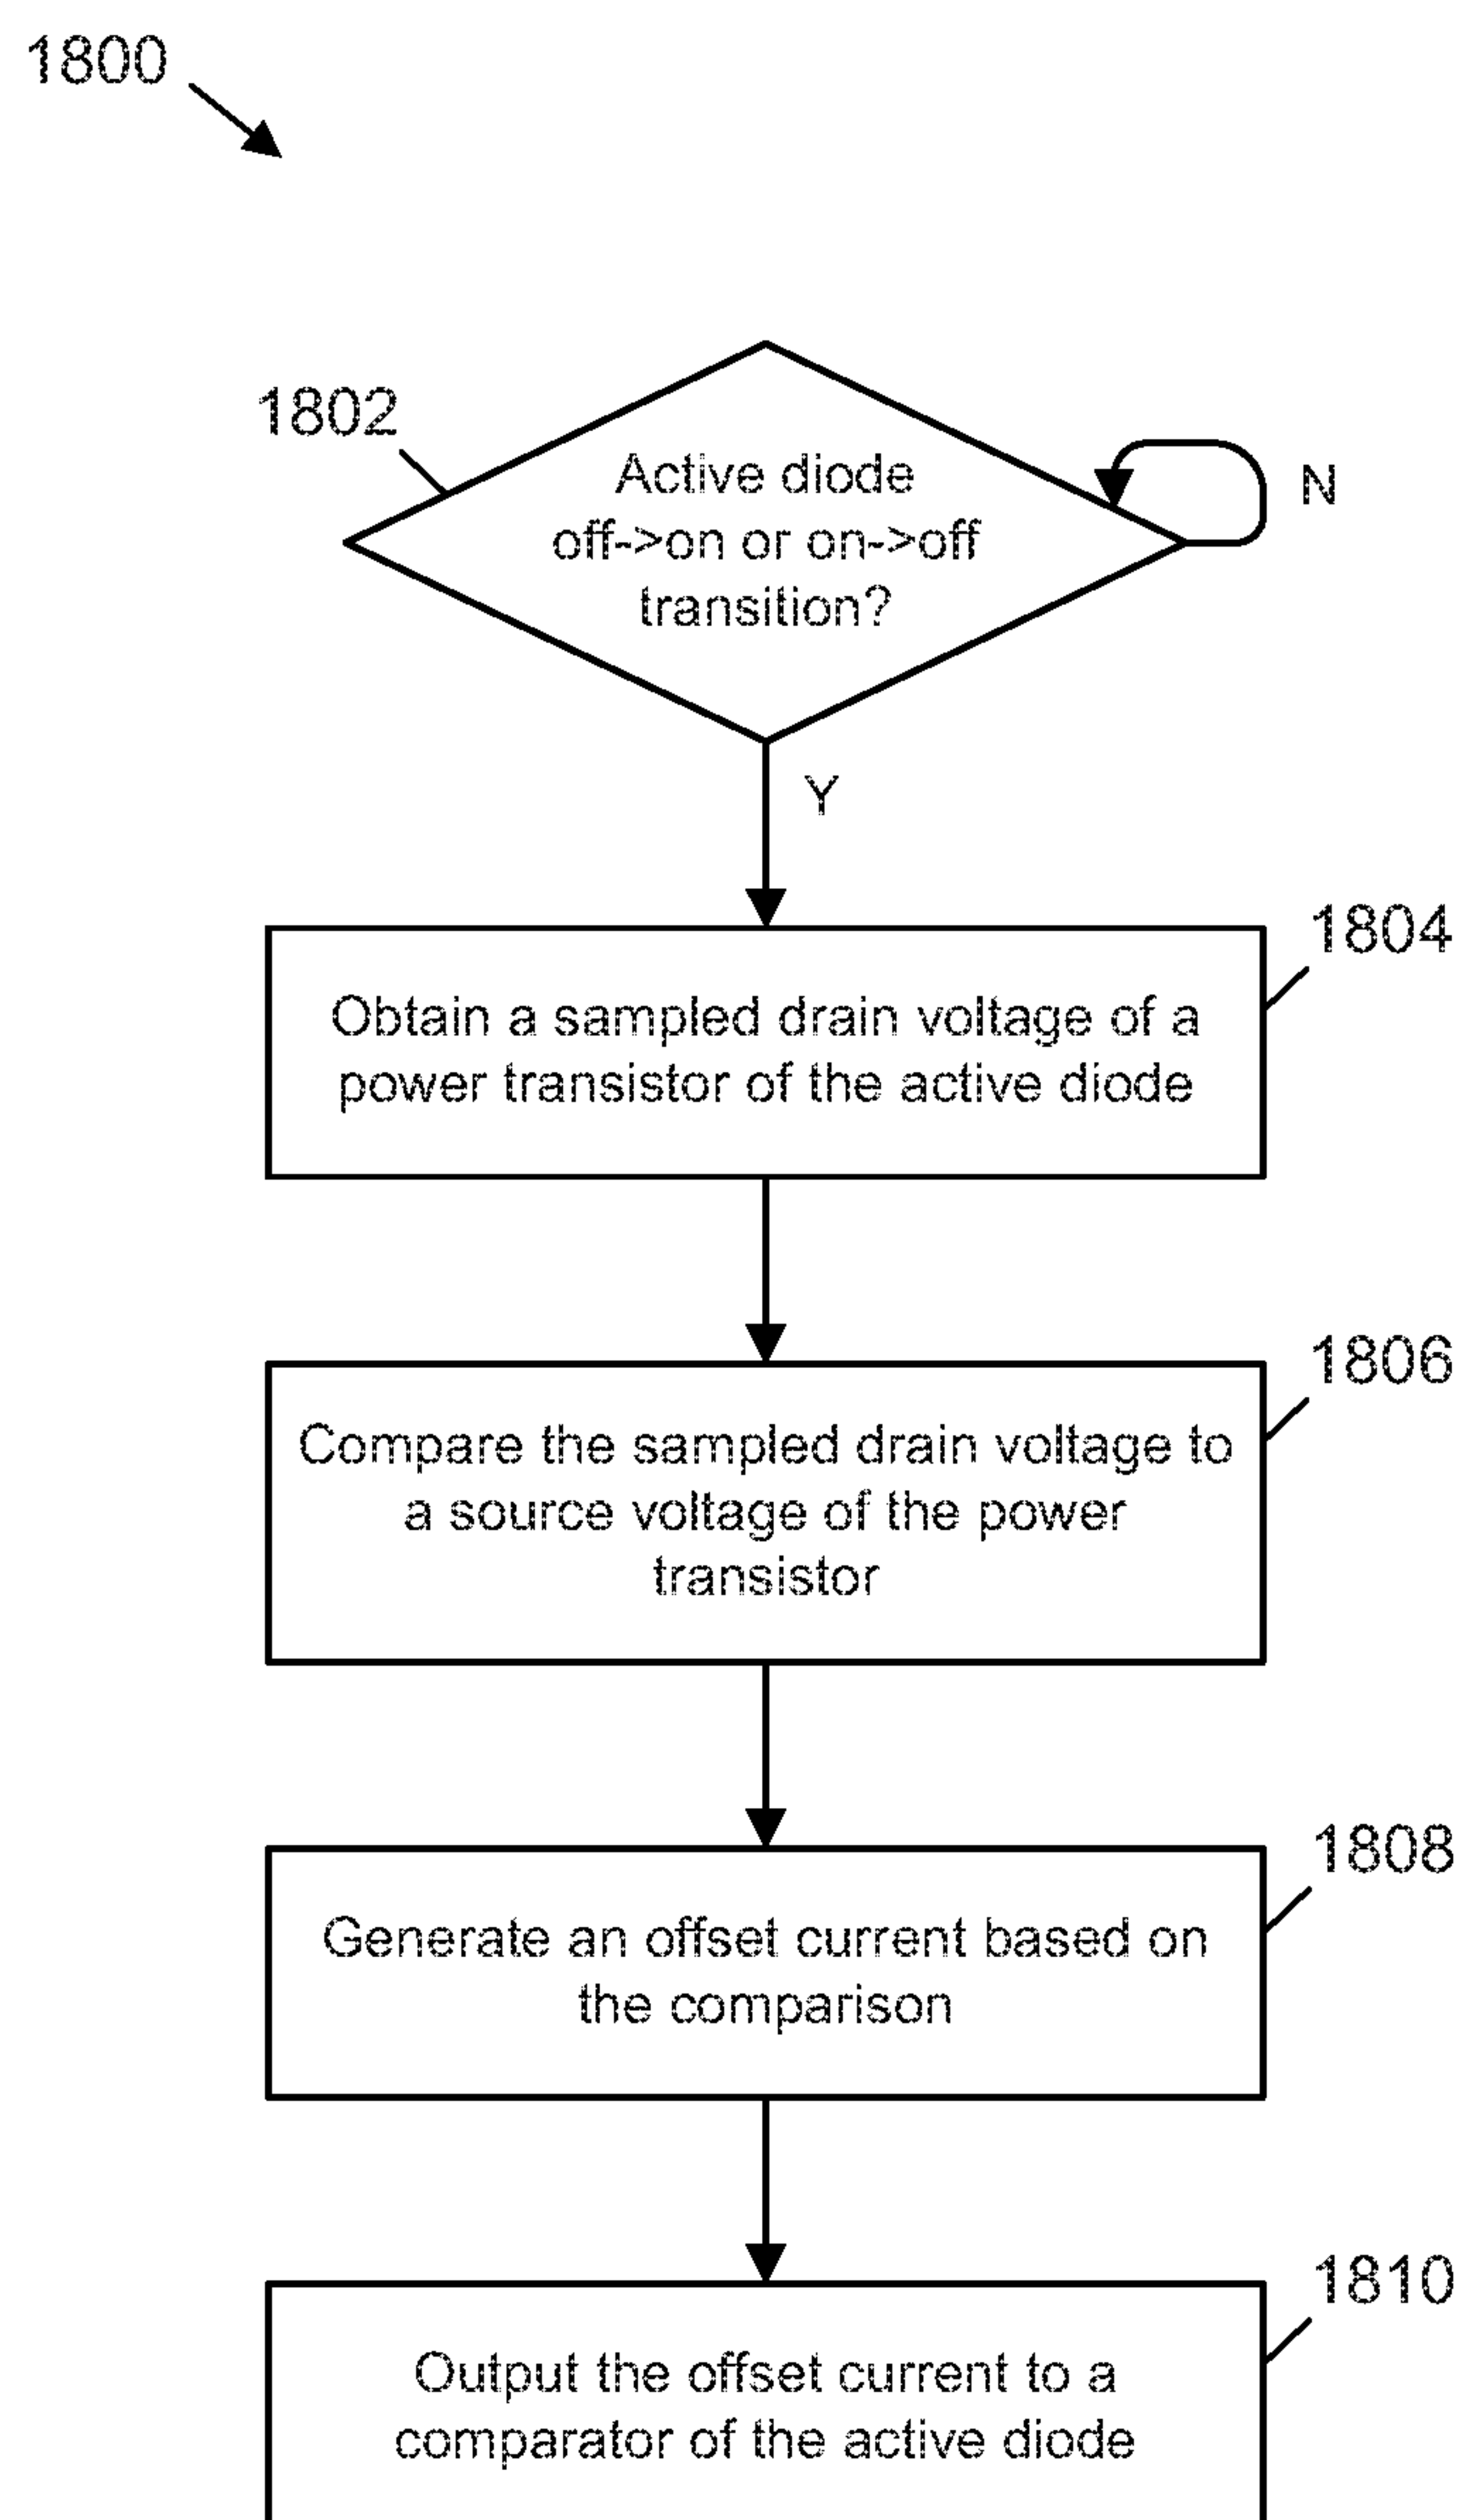 1800
1802
Active diode
off->on or on->off
transition?
N
Y
1804
Obtain a sampled drain voltage of a
power transistor of the active diode
1806
Compare the sampled drain voltage to
a source voltage of the power
transistor
1808
Generate an offset current based on
the comparison
1810
Output the offset current to a
comparator of the active diode